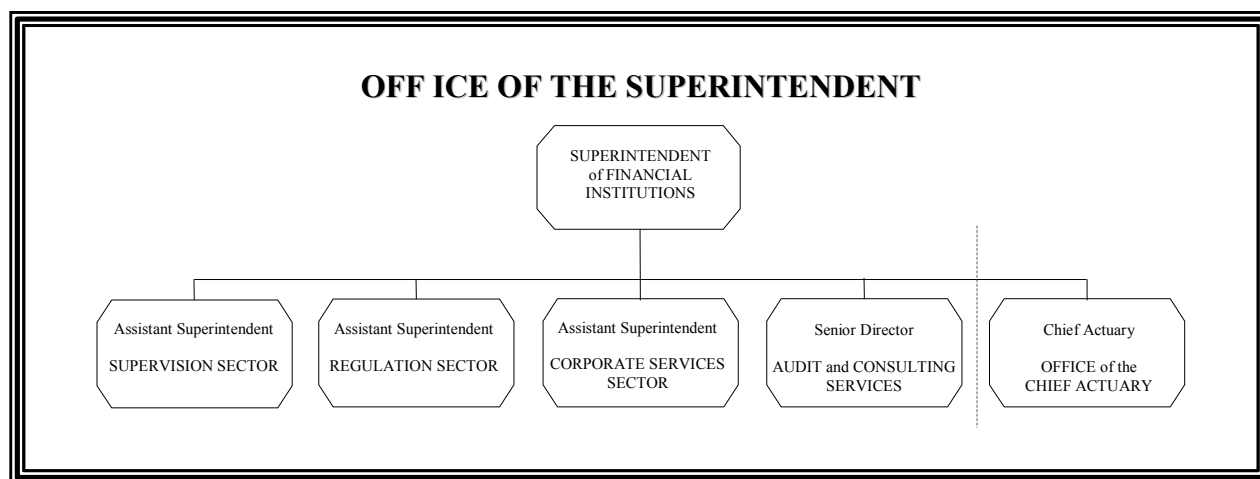 OFF ICE OF THE SUPERINTENDENT
SUPERINTENDENT
of FINANCIAL
INSTITUTIONS
Assistant Superintendent
SUPERVISION SECTOR
Assistant Superintendent
REGULATION SECTOR
Assistant Superintendent
CORPORATE SERVICES
SECTOR
Senior Director
AUDIT and CONSULTING
SERVICES
Chief Actuary
OFFICE of the
CHIEF ACTUARY